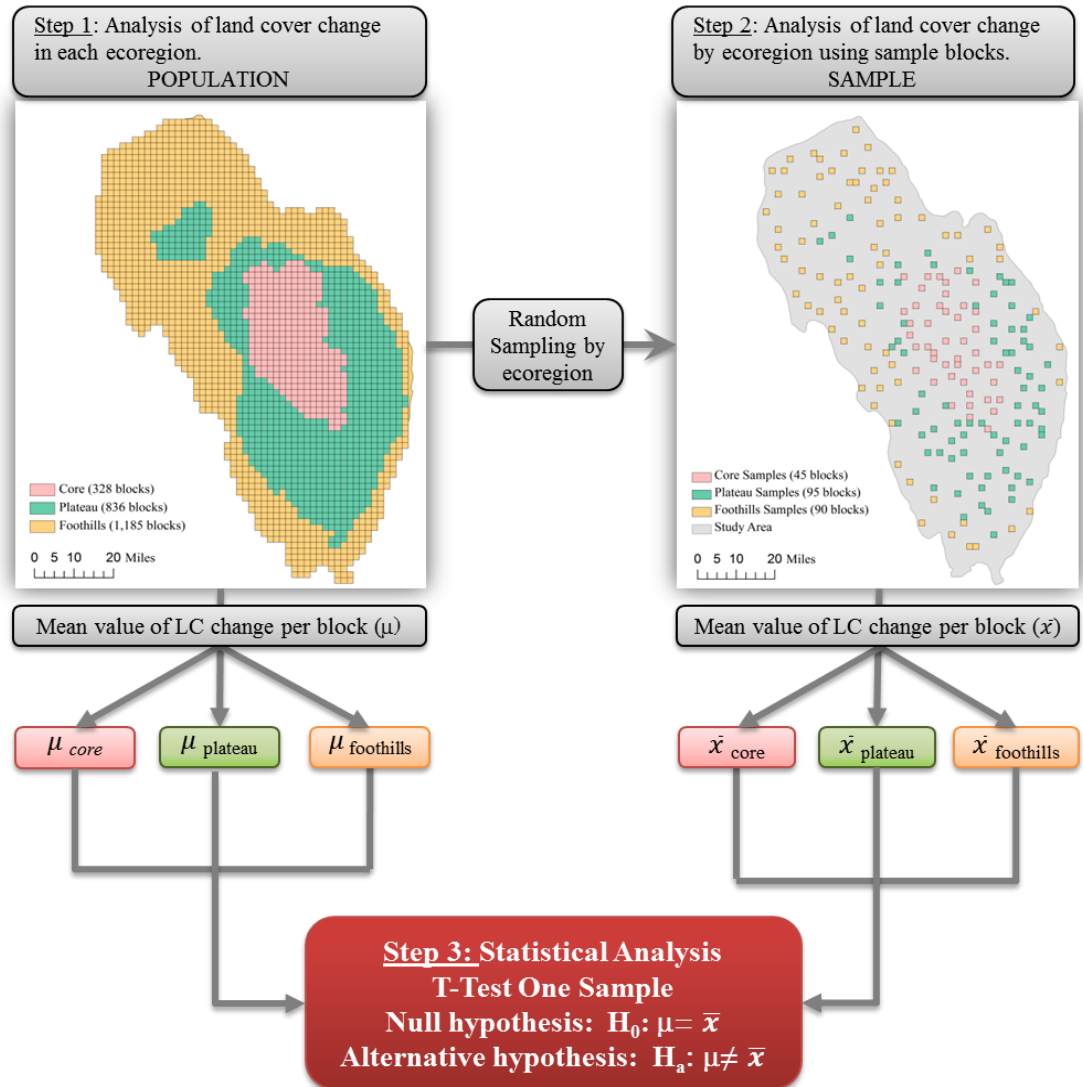 Step 1: Analysis of land cover change
in each ecoregion.
POPULATION
Core (328 blocks)
Plateau (836 blocks)
Foothills (1,185 blocks)
0 5 10 20 Miles
Random
Sampling by
ecoregion
Step 2: Analysis of land cover change
by ecoregion using sample blocks.
SAMPLE
Core Samples (45 blocks)
Plateau Samples (95 blocks)
Foothills Samples (90 blocks)
Study Area
0 5 10 20 Miles
Mean value of LC change per block (μ)
μ core
μ plateau
μ foothills
Mean value of LC change per block (x̄)
x̄ core
x̄ plateau
x̄ foothills
Step 3: Statistical Analysis
T-Test One Sample
Null hypothesis: H₀: μ= x̅
Alternative hypothesis: Hₐ: μ≠ x̅